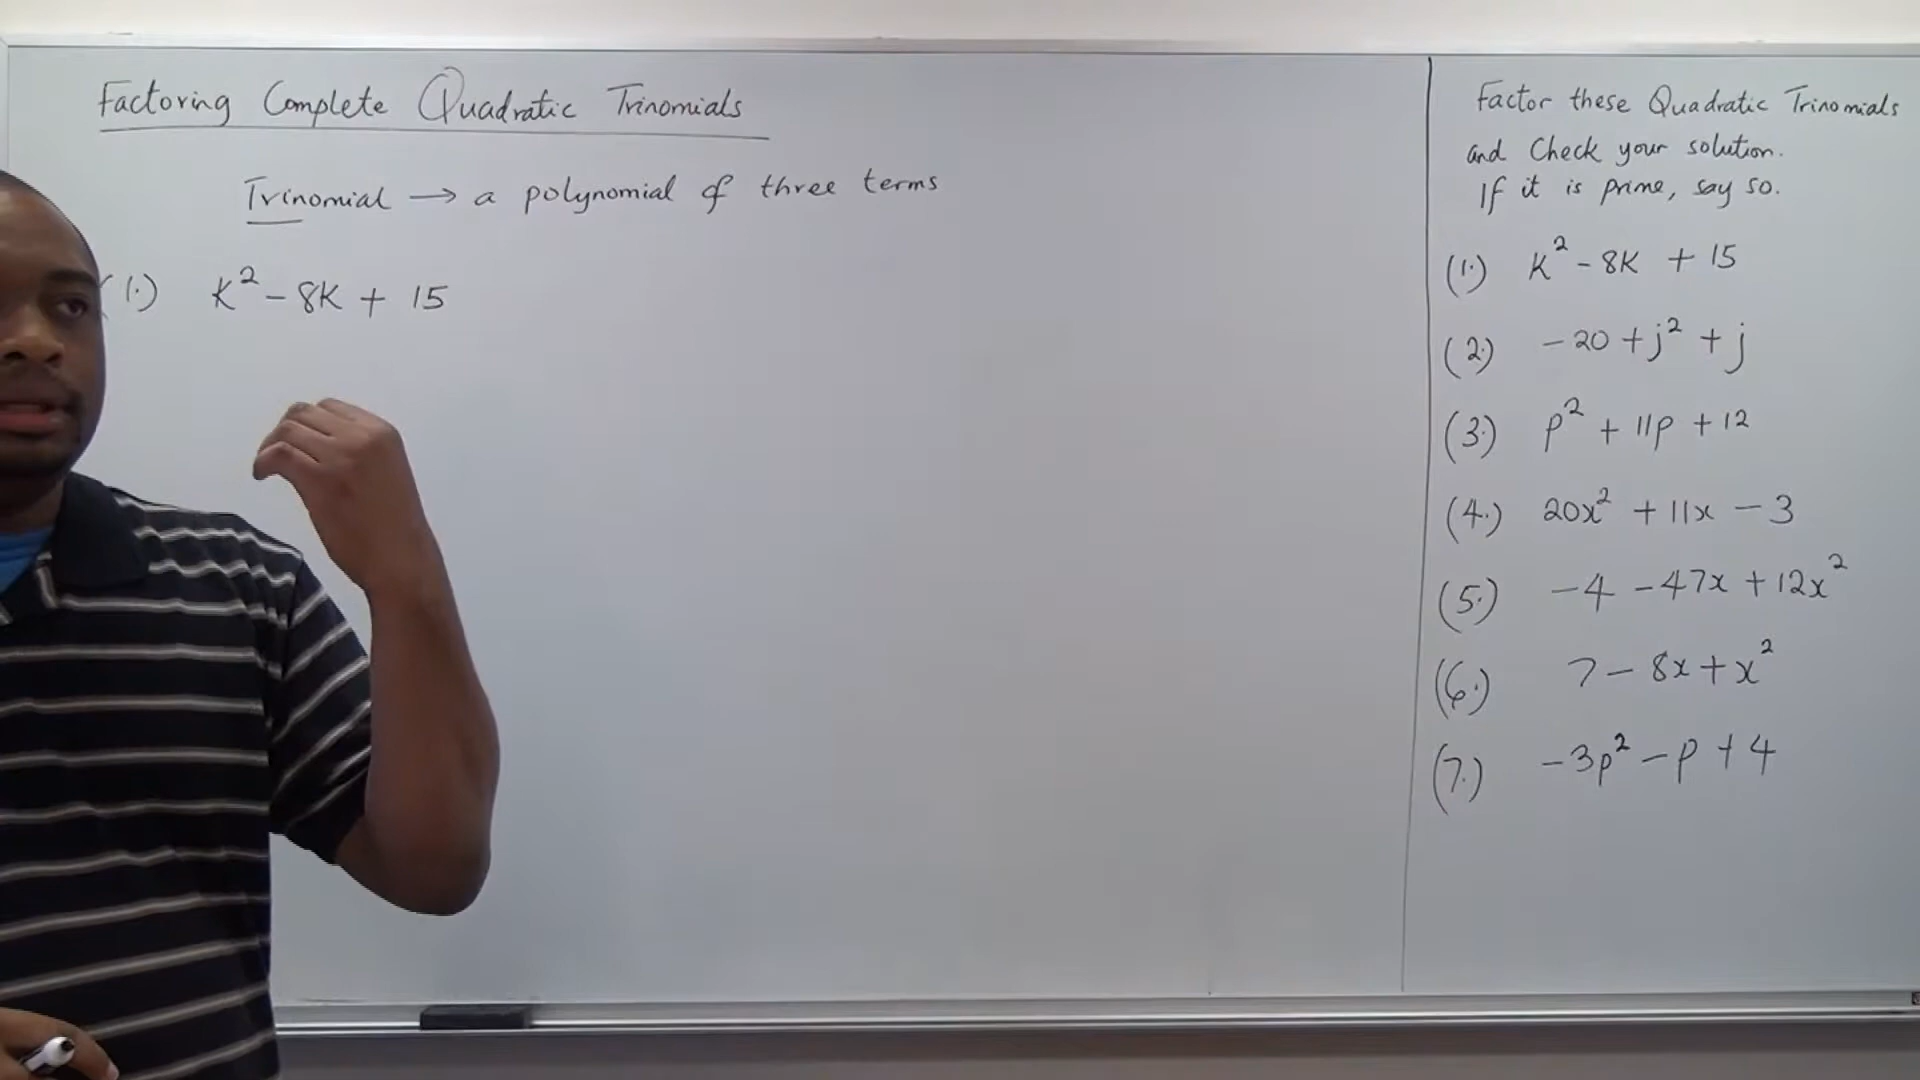 Factoring Complete Quadratic Trinomials
Trinomial → a polynomial of three terms
(1.) K² - 8K + 15
Factor these Quadratic Trinomials
and Check your solution.
If it is prime, say so.
(1.) K² - 8K + 15
(2.) -20 + j² + j
(3.) p² + 11p + 12
(4.) 20x² + 11x - 3
(5.) -4 - 47x + 12x²
(6.) 7 - 8x + x²
(7.) -3p² - p + 4